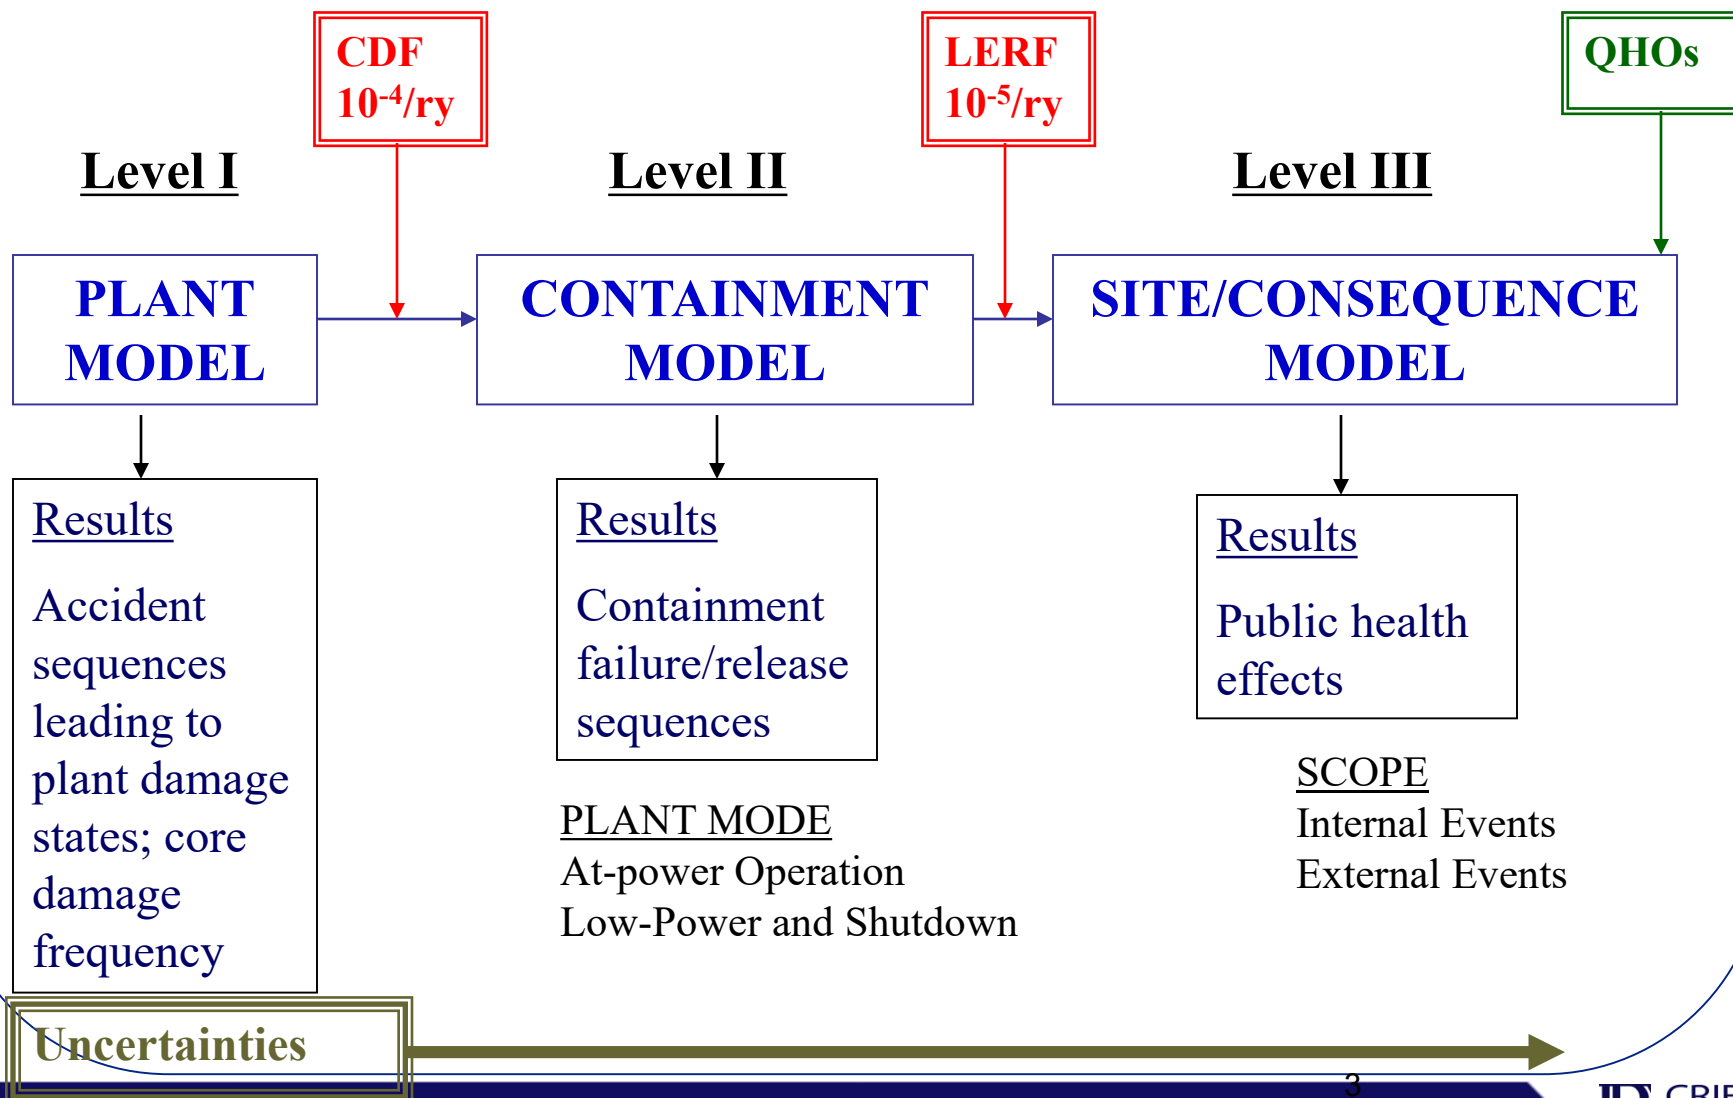 CDF
10⁻⁴/ry
LERF
10⁻⁵/ry
QHOs
Level I
Level II
Level III
PLANT
MODEL
CONTAINMENT
MODEL
SITE/CONSEQUENCE
MODEL
Results
Accident
sequences
leading to
plant damage
states; core
damage
frequency
Results
Containment
failure/release
sequences
Results
Public health
effects
PLANT MODE
At-power Operation
Low-Power and Shutdown
SCOPE
Internal Events
External Events
Uncertainties
3